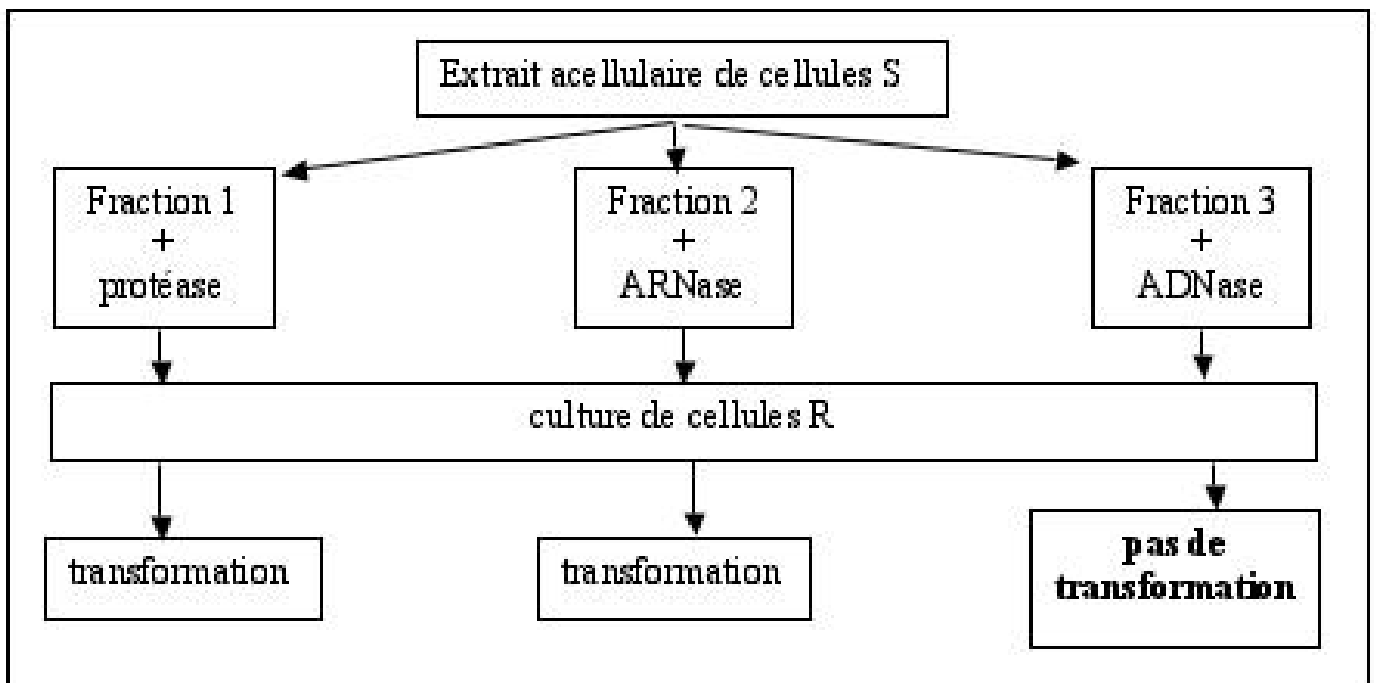 Extrait acellulaire de cellules S
Fraction 1
+
protéase
Fraction 2
+
ARNase
Fraction 3
+
ADNase
culture de cellules R
transformation
transformation
pas de
transformation